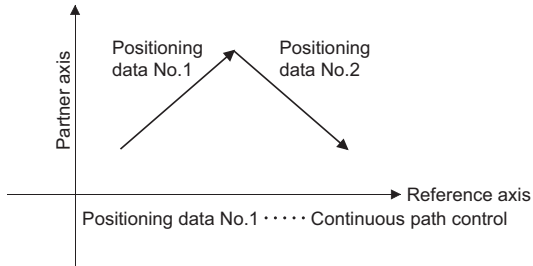 Partner axis
Positioning
data No.1
Positioning
data No.2
Reference axis
Positioning data No.1 ····· Continuous path control